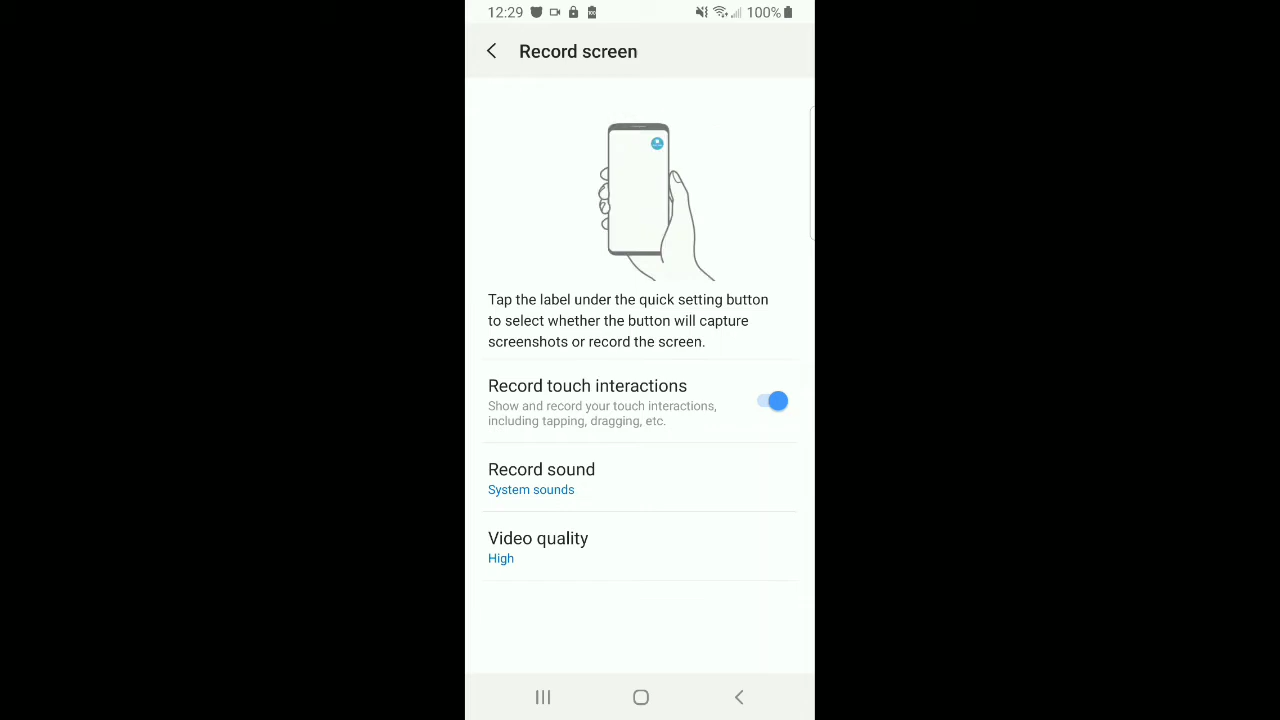 12:29 100%
Record screen
Tap the label under the quick setting button
to select whether the button will capture
screenshots or record the screen.
Record touch interactions
Show and record your touch interactions,
including tapping, dragging, etc.
Record sound
System sounds
Video quality
High